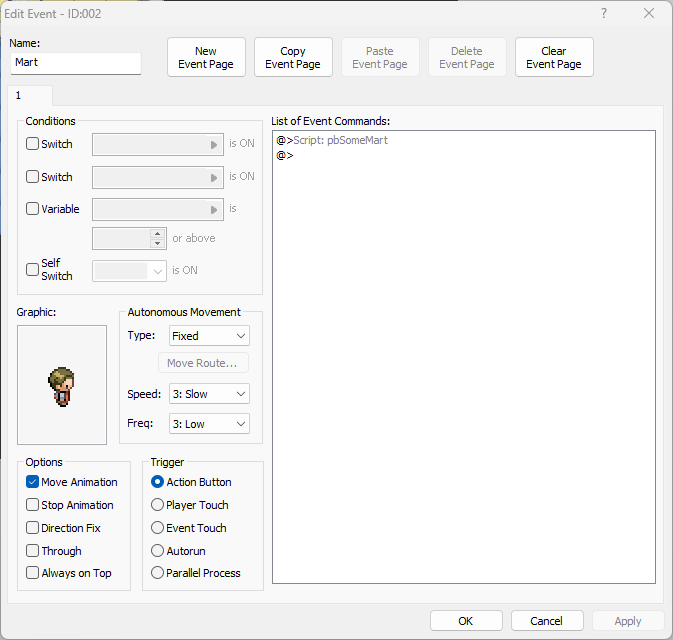 Edit Event - ID:002
?
Name:
Mart
New
Event Page
Copy
Event Page
Paste
Event Page
Delete
Event Page
Clear
Event Page
1
Conditions
Switch
is ON
Switch
is ON
Variable
is
or above
Self
Switch
is ON
Graphic:
Autonomous Movement
Type:
Fixed
Move Route...
Speed:
3: Slow
Freq:
3: Low
Options
Move Animation
Stop Animation
Direction Fix
Through
Always on Top
Trigger
Action Button
Player Touch
Event Touch
Autorun
Parallel Process
List of Event Commands:
@>Script: pbSomeMart
@>
OK
Cancel
Apply